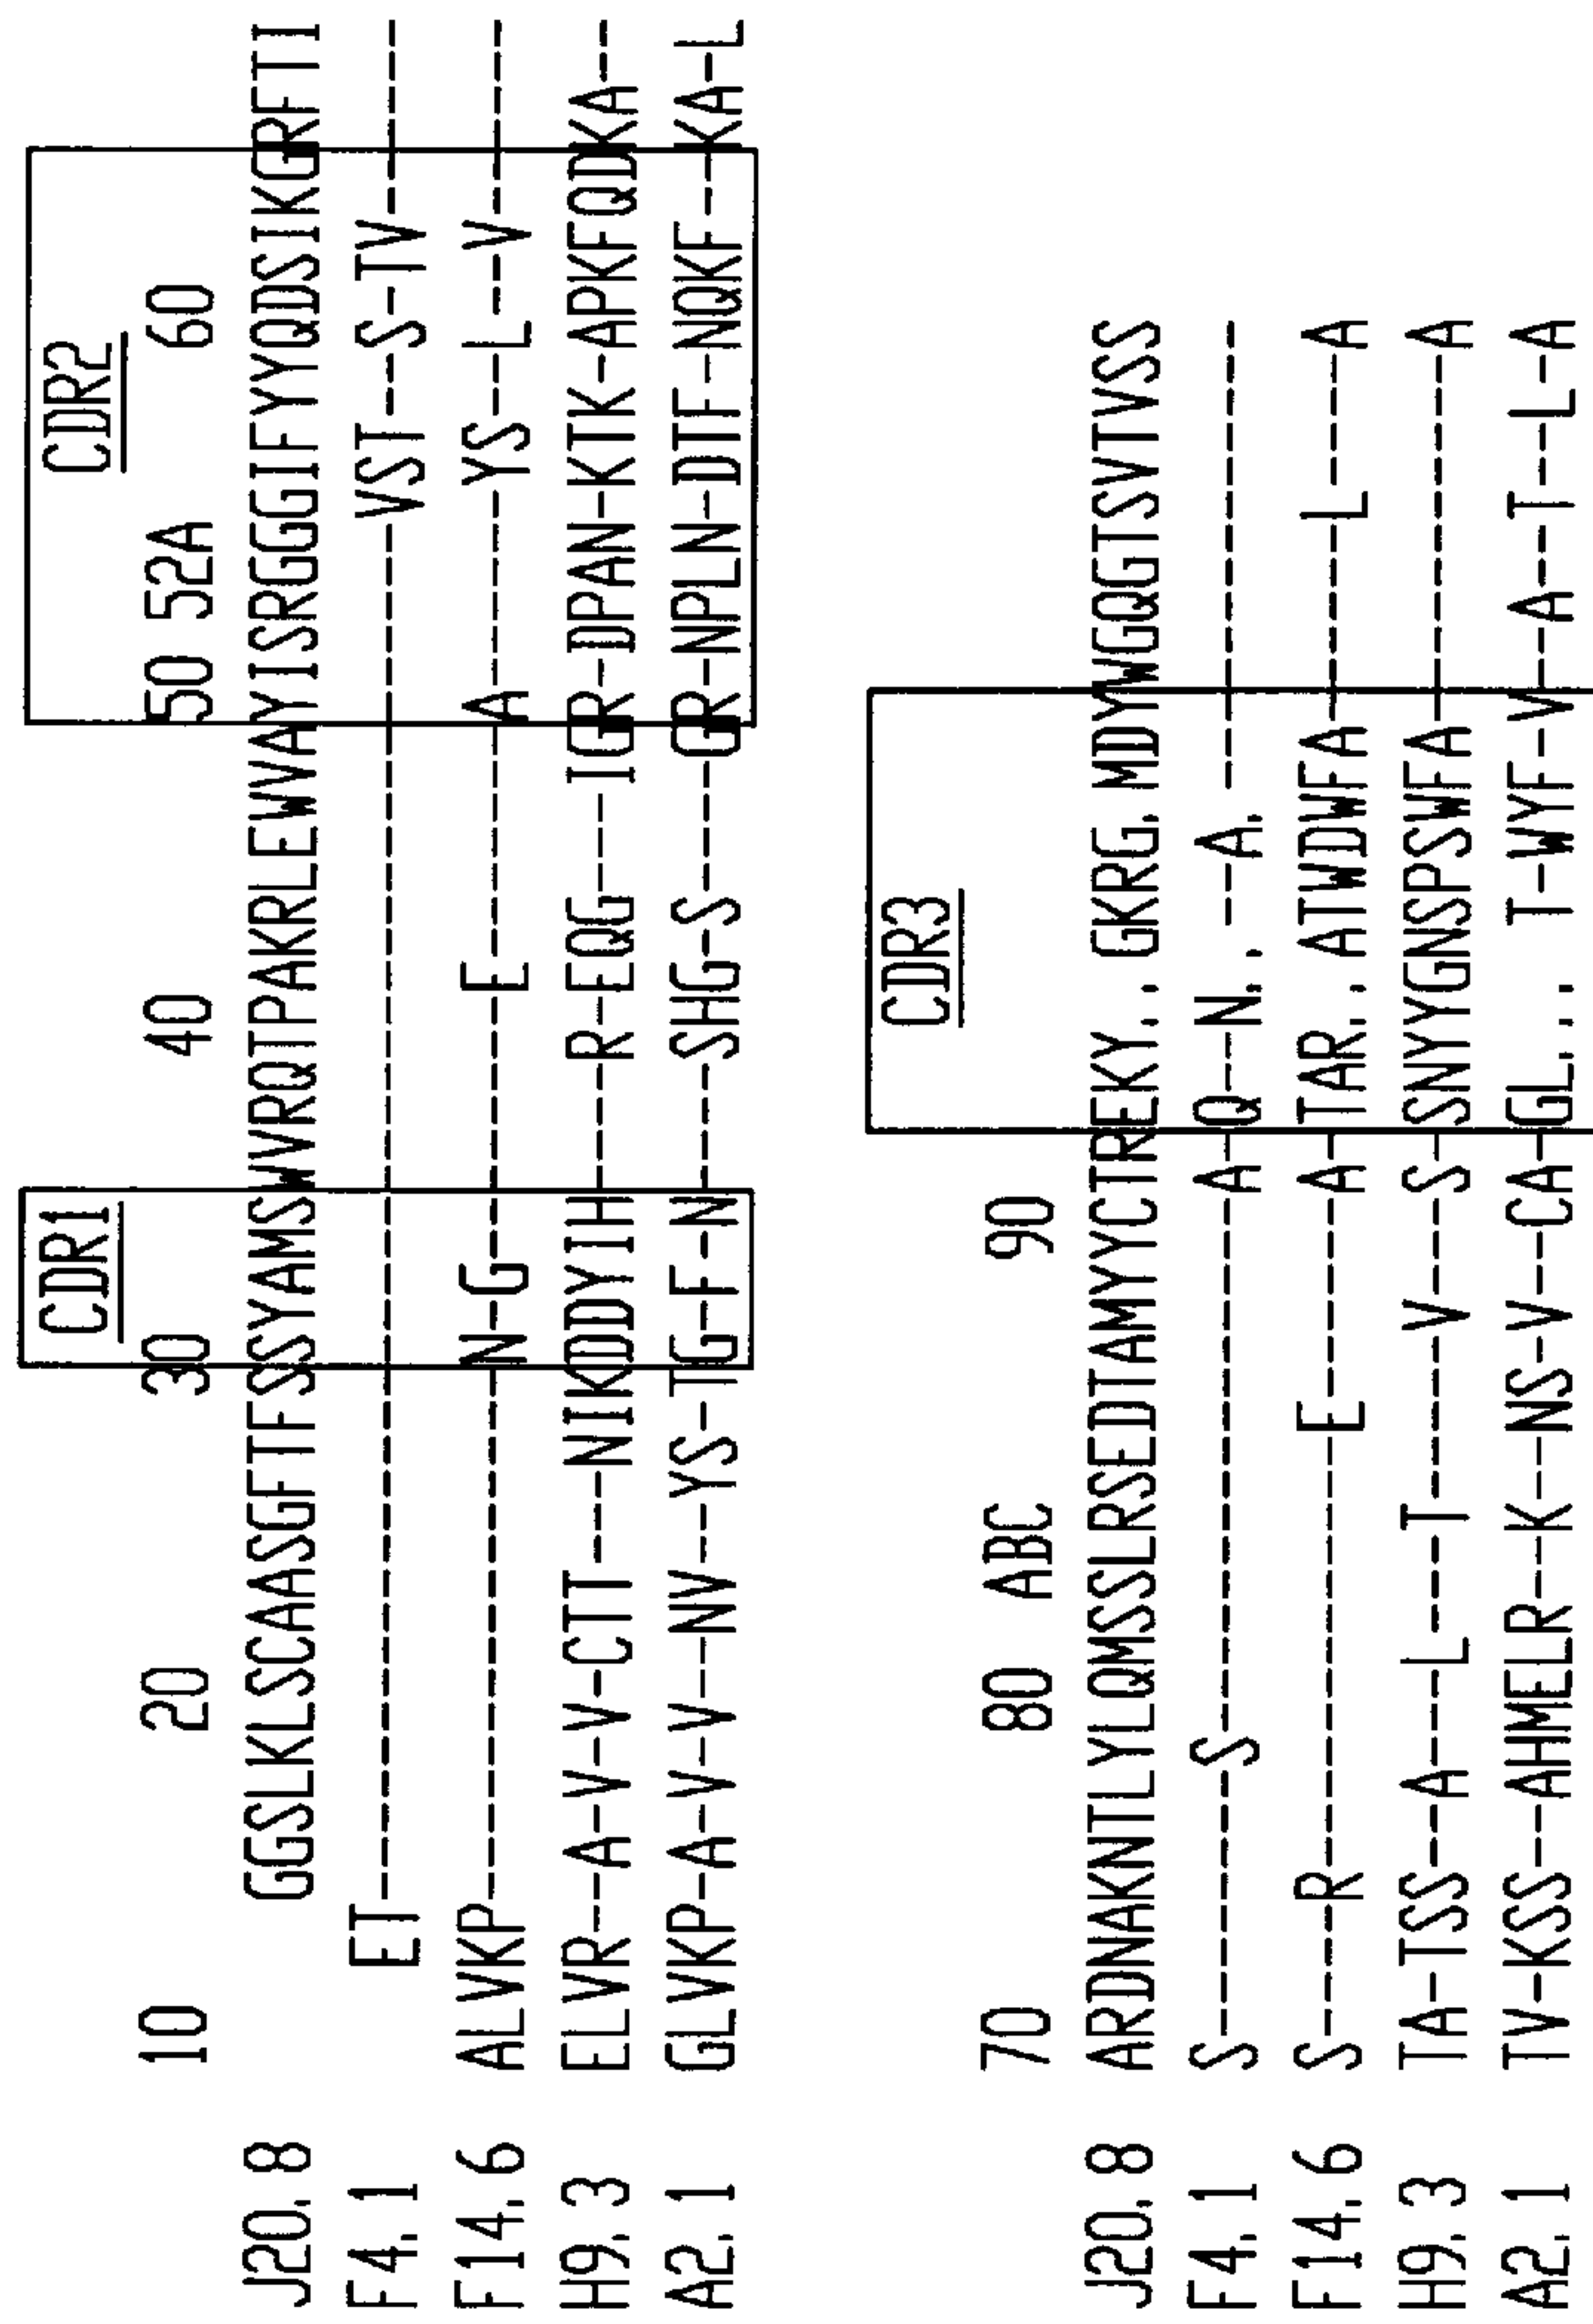 CDR1 CDR2
10 20 30 40 50 52A 60
J20.8 GGSLKLSCAASGFTFSSYAMSWVRQTPAKRLEWVAYISRGGGIFYYQDSIKGRFTI
F4.1 ET---------------------------------------VST--S-TV------
F14.6 ALVKP----------------N-G--------E-------A------YS--L--V------
H9.3 ELVR--A-V-V-CTT----NIKDDYIH----R-EQG----IGR-DPAN-KTK-APKFQDKA--
A2.1 GLVKP-A-V-V--NV---YS-TG-F-N----SHG-S-----GR-NPLN-DTF-NQKF--KA-L
CDR3
70 80 ABC 90
J20.8 ARDNAKNTLYLQMSSLRSEDTAMYYCTREKY..GKRG.MDYWGQGTSVTVSS
F4.1 S--------S-----------------A-Q--N..--A.--------------
F14.6 S----R-------------E------A-TAR..ATWDWFA------L----A
H9.3 TA-TSS--A---L---T-----V---S-SNYYGNSPSWFA-----------A
A2.1 TV-KSS--AHMELR--K--NS-V--CA-GL... T-WYF-V--A--T--L-A